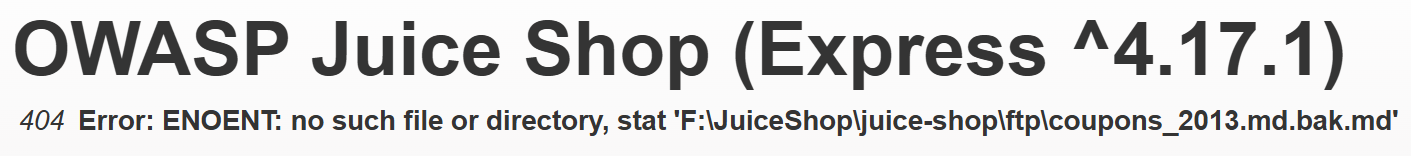 OWASP Juice Shop (Express ^4.17.1)
404 Error: ENOENT: no such file or directory, stat 'F:\JuiceShop\juice-shop\ftp\coupons_2013.md.bak.md'